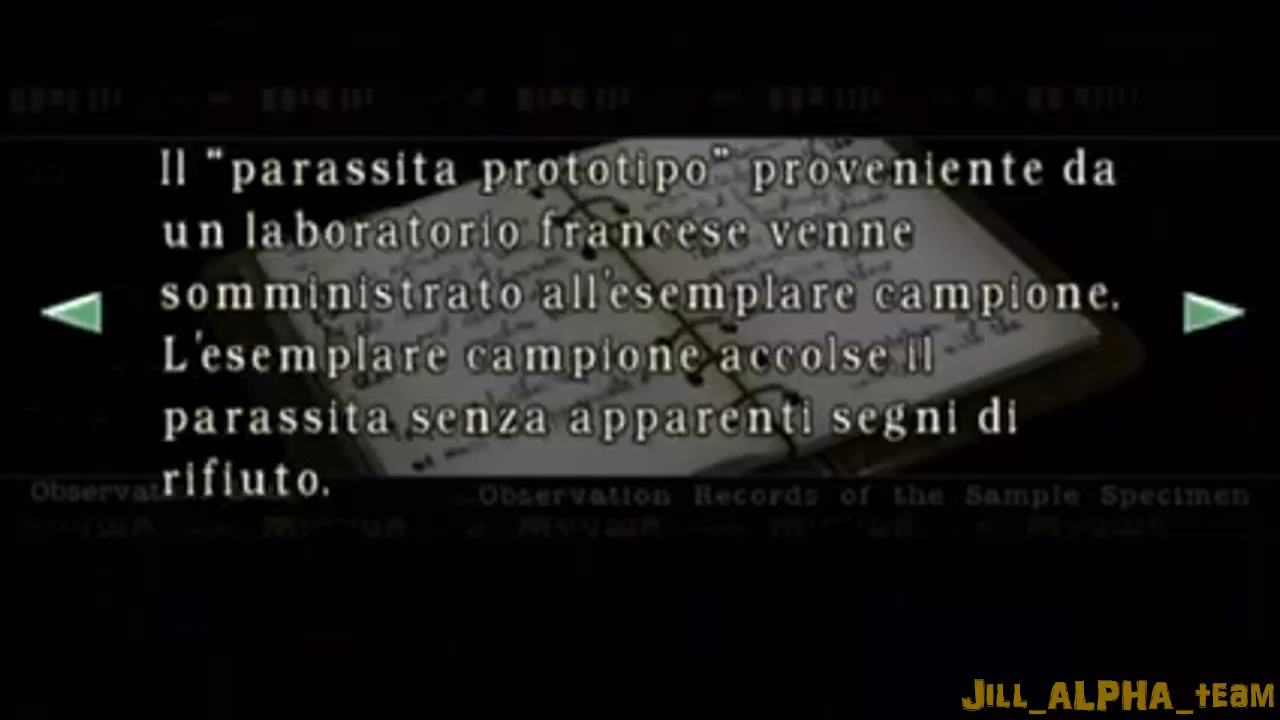 Il "parassita prototipo" proveniente da
un laboratorio francese venne
somministrato all'esemplare campione.
L'esemplare campione accolse il
parassita senza apparenti segni di
rifiuto.
Observation Records of the Sample Specimen
JILL_ALPHA_tEAM